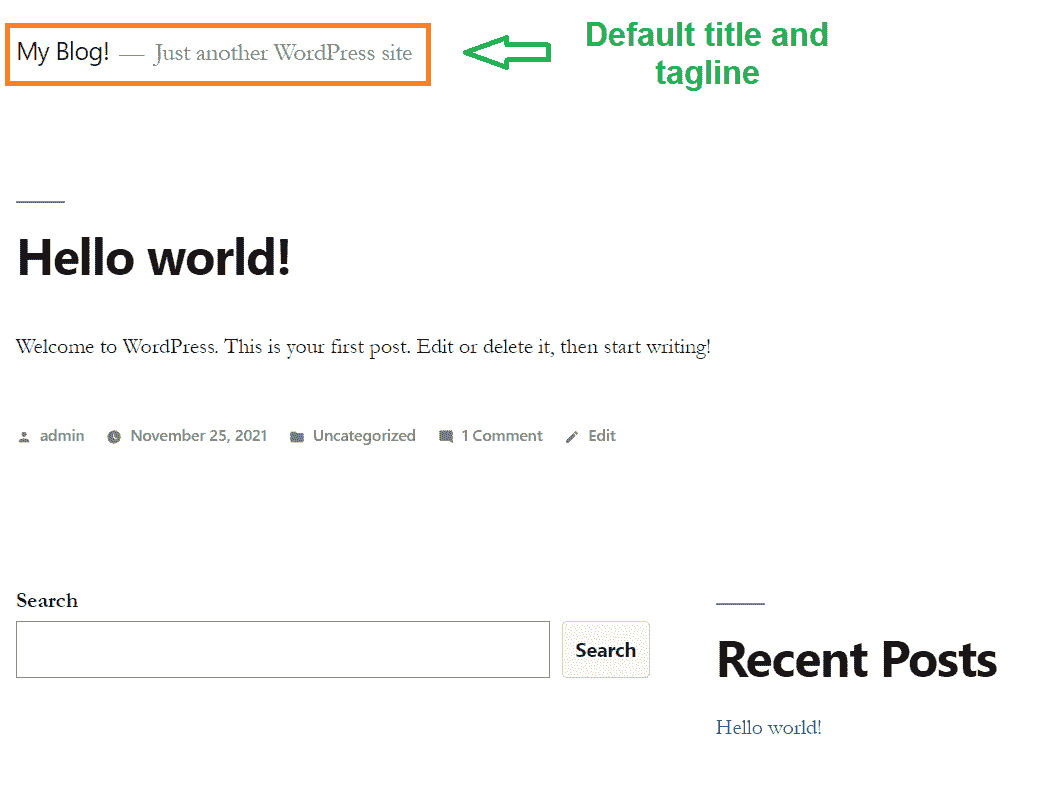 My Blog! — Just another WordPress site
Default title and
tagline
Hello world!
Welcome to WordPress. This is your first post. Edit or delete it, then start writing!
admin November 25, 2021 Uncategorized 1 Comment Edit
Search
Search
Recent Posts
Hello world!